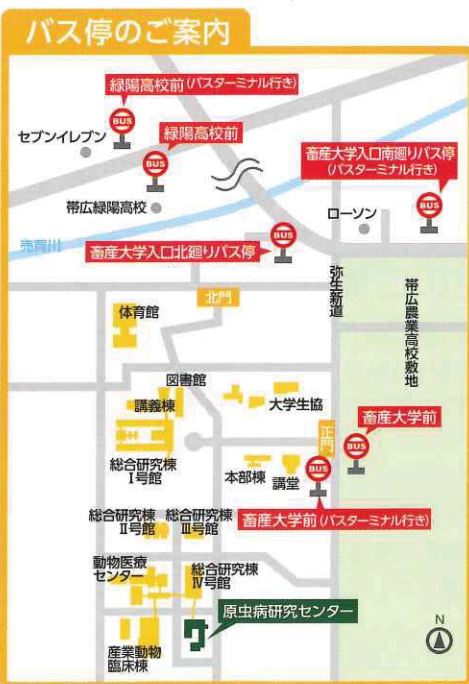 バス停のご案内
緑陽高校前(バスターミナル行き)
BUS
セブンイレブン
緑陽高校前
BUS
畜産大学入口南廻りバス停
(バスターミナル行き)
BUS
帯広緑陽高校
ローソン
売買川
畜産大学入口北廻りバス停
BUS
弥生新道
帯広農業高校敷地
北門
体育館
図書館
講義棟
大学生協
正門
畜産大学前
BUS
総合研究棟
Ⅰ号館
本部棟
講堂
BUS
畜産大学前(バスターミナル行き)
総合研究棟
Ⅱ号館
総合研究棟
Ⅲ号館
動物医療
センター
総合研究棟
Ⅳ号館
原虫病研究センター
産業動物
臨床棟
N